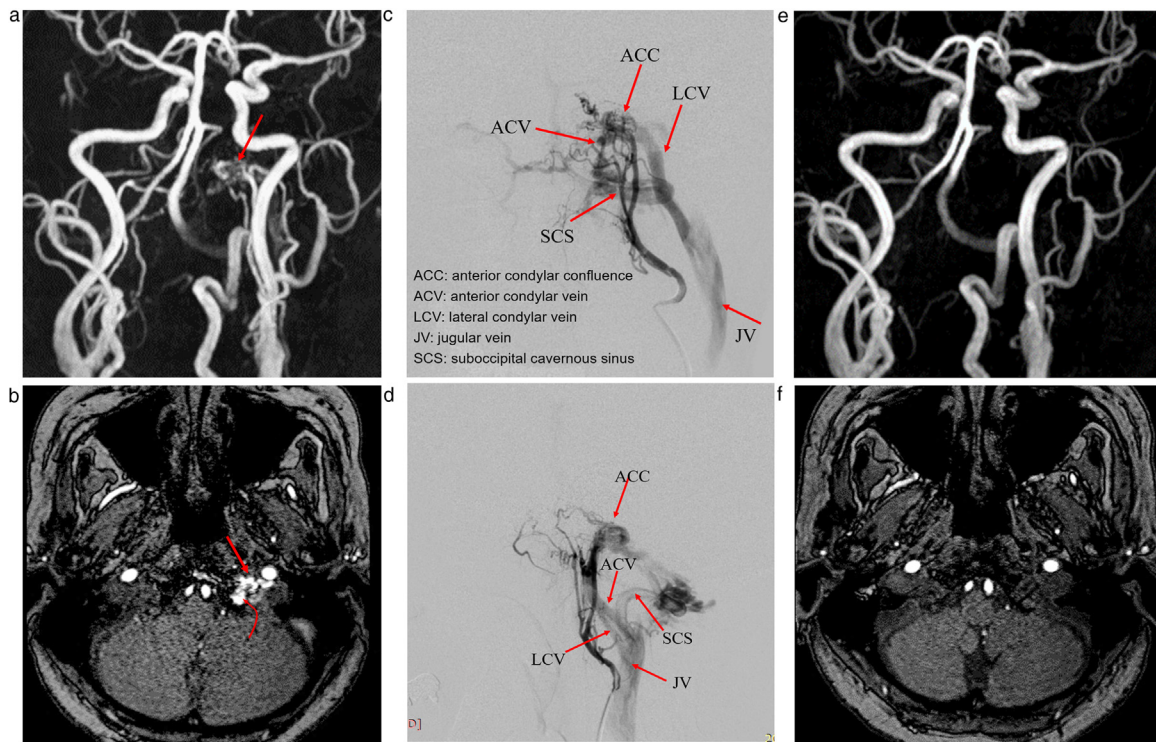 a
c
e
ACC
LCV
ACV
SCS
ACC: anterior condylar confluence
ACV: anterior condylar vein
LCV: lateral condylar vein
JV: jugular vein
SCS: suboccipital cavernous sinus
JV
b
d
f
ACC
ACV
SCS
LCV
JV
D]